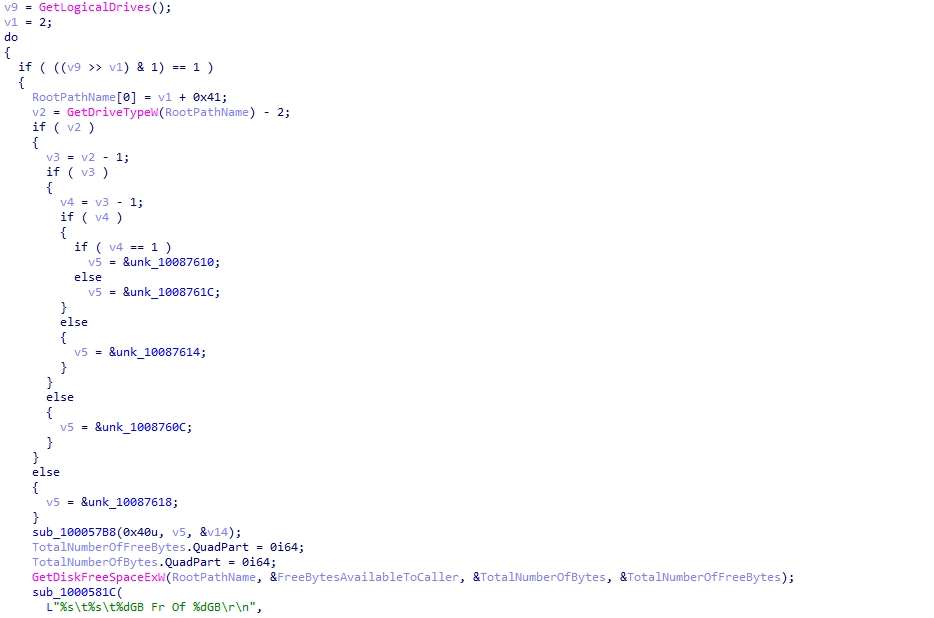 v9 = GetLogicalDrives();
v1 = 2;
do
{
  if ( ((v9 >> v1) & 1) == 1 )
  {
    RootPathName[0] = v1 + 0x41;
    v2 = GetDriveTypeW(RootPathName) - 2;
    if ( v2 )
    {
      v3 = v2 - 1;
      if ( v3 )
      {
        v4 = v3 - 1;
        if ( v4 )
        {
          if ( v4 == 1 )
            v5 = &unk_10087610;
          else
            v5 = &unk_1008761C;
        }
        else
        {
          v5 = &unk_10087614;
        }
      }
      else
      {
        v5 = &unk_1008760C;
      }
    }
    else
    {
      v5 = &unk_10087618;
    }
    sub_100057B8(0x40u, v5, &v14);
    TotalNumberOfFreeBytes.QuadPart = 0i64;
    TotalNumberOfBytes.QuadPart = 0i64;
    GetDiskFreeSpaceExW(RootPathName, &FreeBytesAvailableToCaller, &TotalNumberOfBytes, &TotalNumberOfFreeBytes);
    sub_1000581C(
      L"%s\t%s\t%dGB Fr Of %dGB\r\n",